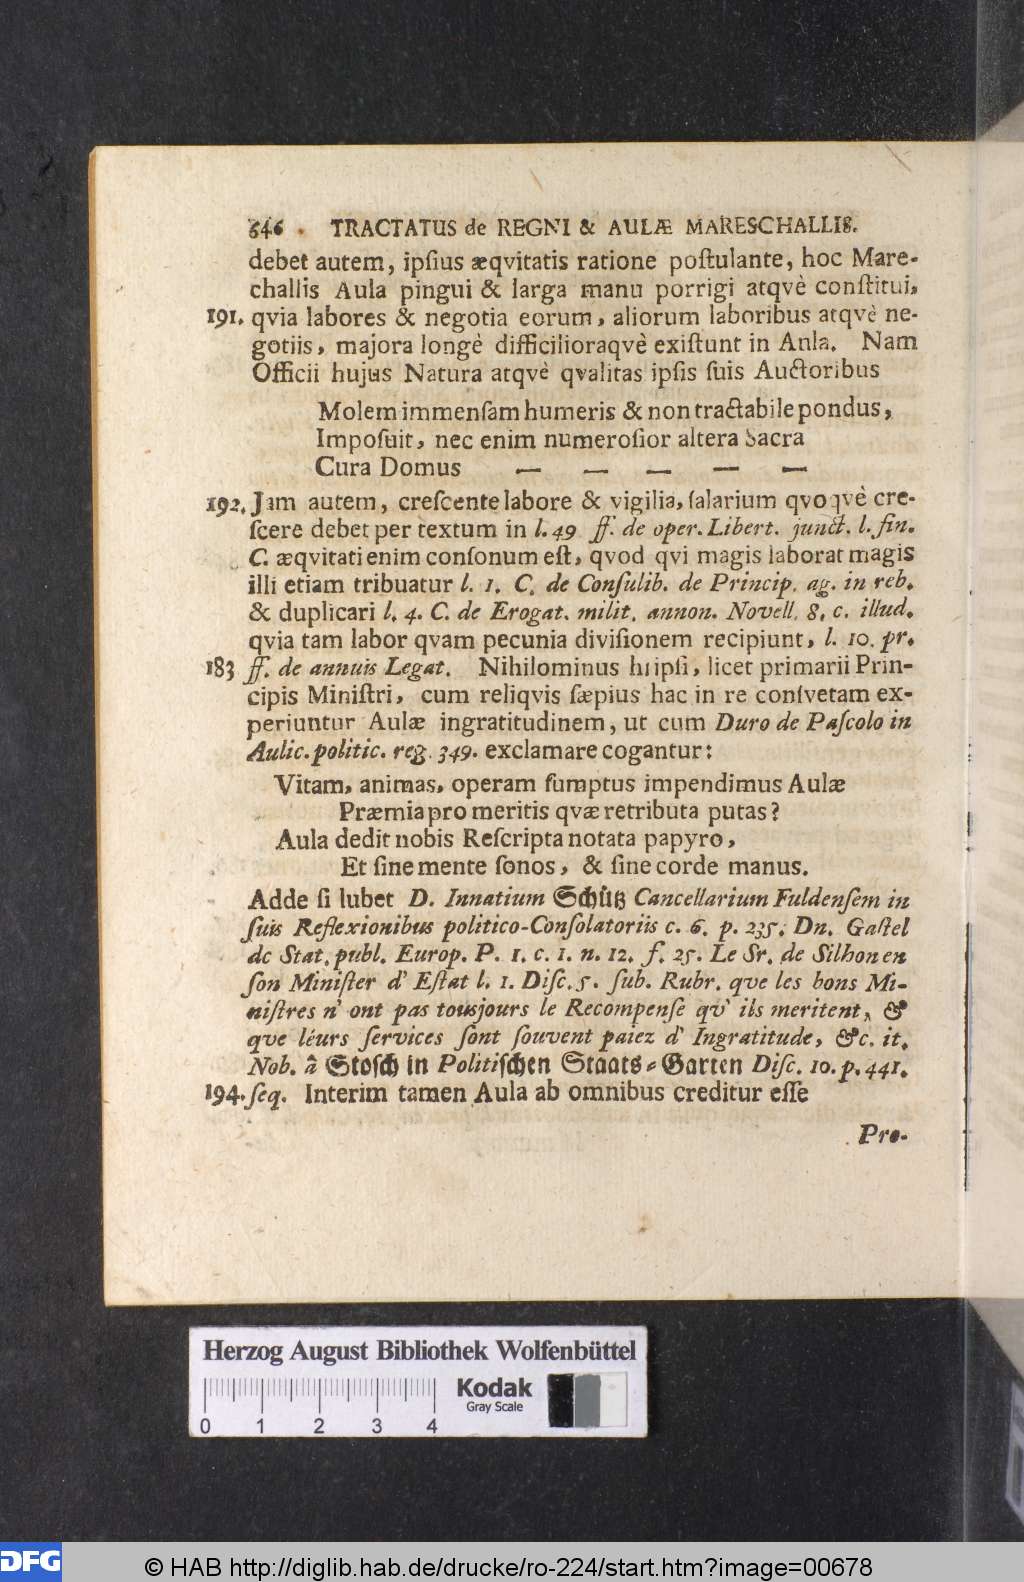 646 . TRACTATUS de REGNI & AULÆ MARESCHALLIS.
debet autem, ipſius æqvitatis ratione poſtulante, hoc Mare-
challis Aula pingui & larga manu porrigi atqvè conſtitui,
191. qvia labores & negotia eorum, aliorum laboribus atqvè ne-
gotiis, majora longè difficilioraqvè exiſtunt in Anla. Nam
Officii hujus Natura atqvè qvalitas ipſis ſuis Auctoribus
Molem immenſam humeris & non tractabile pondus,
Impoſuit, nec enim numeroſior altera Sacra
Cura Domus — — — — —
192. Jam autem, creſcente labore & vigilia, ſalarium qvoqvè cre-
ſcere debet per textum in l. 49 ff. de oper. Libert. junct. l. fin.
C. æqvitati enim conſonum eſt, qvod qvi magis laborat magis
illi etiam tribuatur l. 1. C. de Conſulib. de Princip. ag. in reb.
& duplicari l. 4. C. de Erogat. milit. annon. Novell. 8. c. illud.
qvia tam labor qvam pecunia diviſionem recipiunt, l. 10. pr.
183 ff. de annuis Legat. Nihilominus hi ipſi, licet primarii Prin-
cipis Miniſtri, cum reliqvis ſæpius hac in re conſvetam ex-
periuntur Aulæ ingratitudinem, ut cum Duro de Paſcolo in
Aulic. politic. reg. 349. exclamare cogantur:
Vitam, animas, operam ſumptus impendimus Aulæ
Præmia pro meritis qvæ retributa putas?
Aula dedit nobis Reſcripta notata papyro,
Et ſine mente ſonos, & ſine corde manus.
Adde ſi lubet D. Innatium Schütz Cancellarium Fuldenſem in
ſuis Reflexionibus politico-Conſolatoriis c. 6. p. 235. Dn. Gaſtel
de Stat. publ. Europ. P. 1. c. 1. n. 12. f. 25. Le Sr. de Silhon en
ſon Miniſter d' Eſtat l. 1. Diſc. 5. ſub. Rubr. qve les bons Mi-
niſtres n' ont pas tousjours le Recompenſe qv' ils meritent, &
qve léurs ſervices ſont ſouvent paiez d' Ingratitude, &c. it.
Nob. â Stosch in Politiſchen Staats-Garten Diſc. 10. p. 441.
194. ſeq. Interim tamen Aula ab omnibus creditur eſſe
Pro-
Herzog August Bibliothek Wolfenbüttel
Kodak
Gray Scale
0 1 2 3 4
DFG © HAB http://diglib.hab.de/drucke/ro-224/start.htm?image=00678